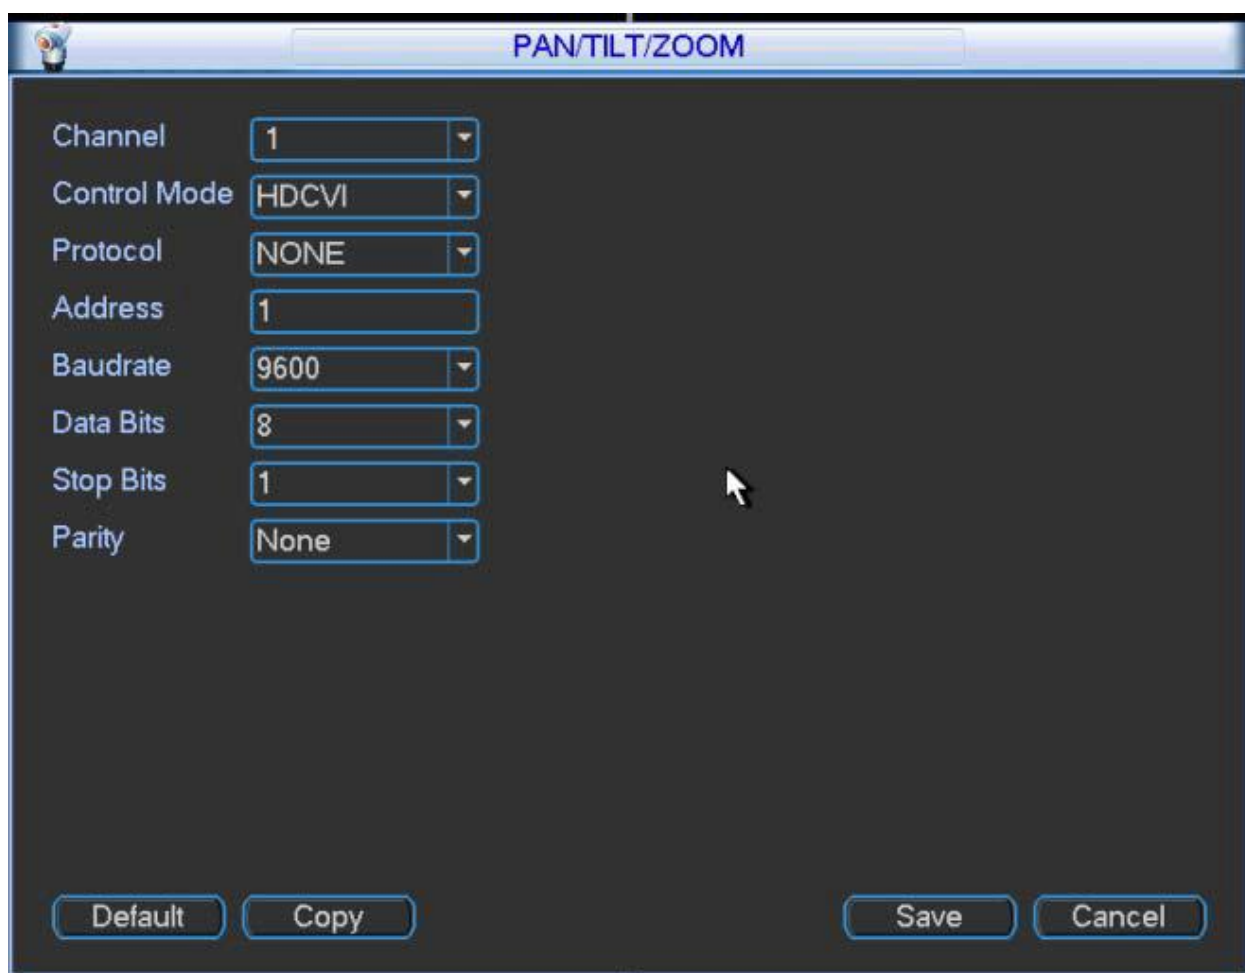 PAN/TILT/ZOOM
Channel 1
Control Mode HDCVI
Protocol NONE
Address 1
Baudrate 9600
Data Bits 8
Stop Bits 1
Parity None
Default Copy Save Cancel